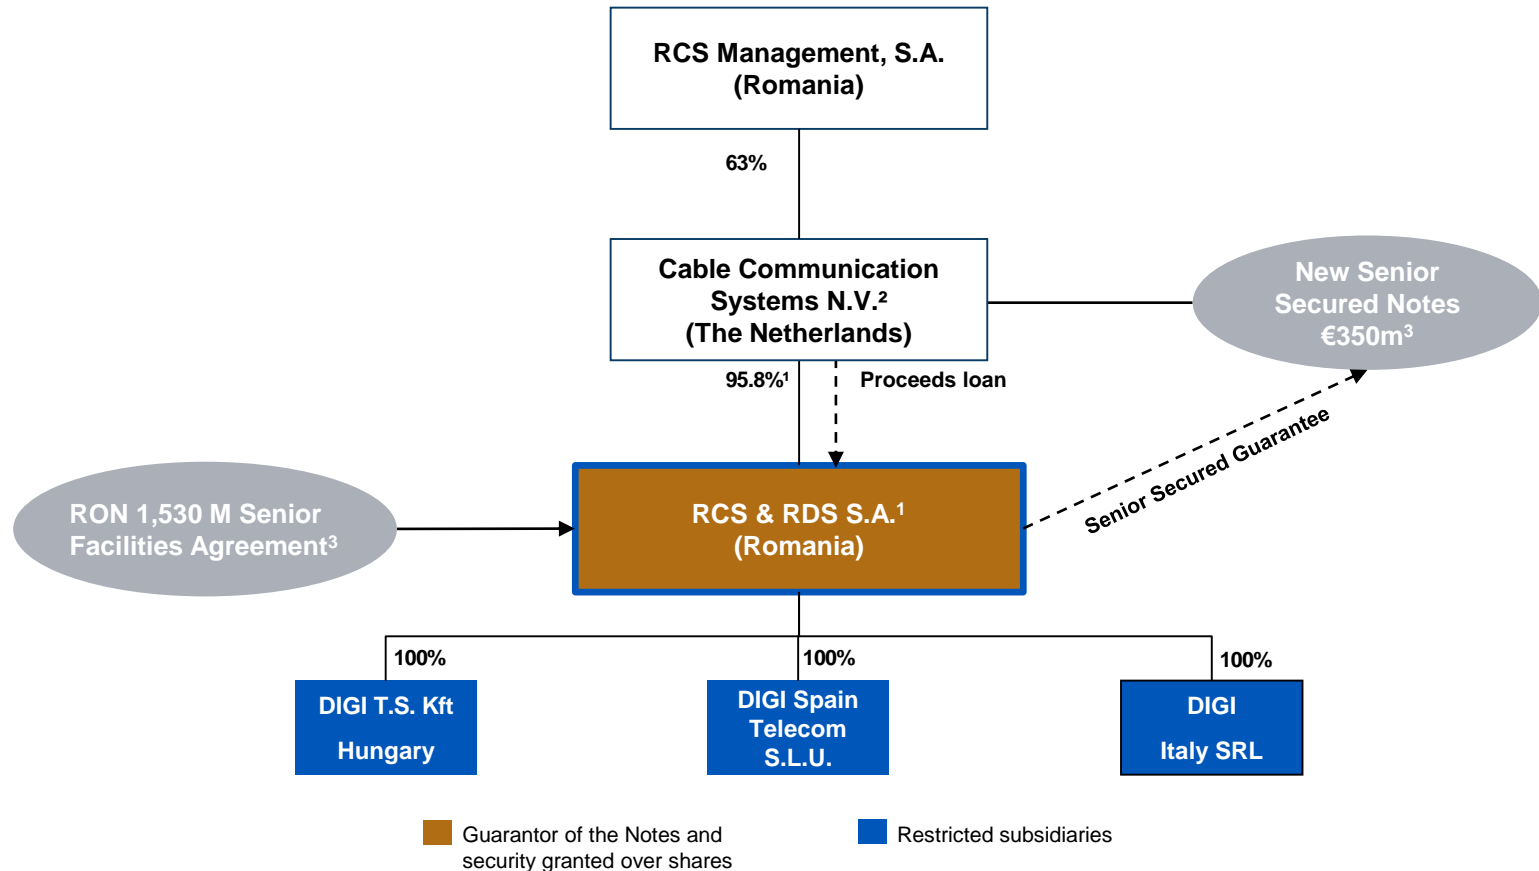 RCS Management, S.A.
(Romania)
63%
Cable Communication
Systems N.V.²
(The Netherlands)
New Senior
Secured Notes
€350m³
95.8%¹
Proceeds loan
Senior Secured Guarantee
RON 1,530 M Senior
Facilities Agreement³
RCS & RDS S.A.¹
(Romania)
100%
100%
100%
DIGI T.S. Kft
Hungary
DIGI Spain
Telecom
S.L.U.
DIGI
Italy SRL
Guarantor of the Notes and
security granted over shares
Restricted subsidiaries